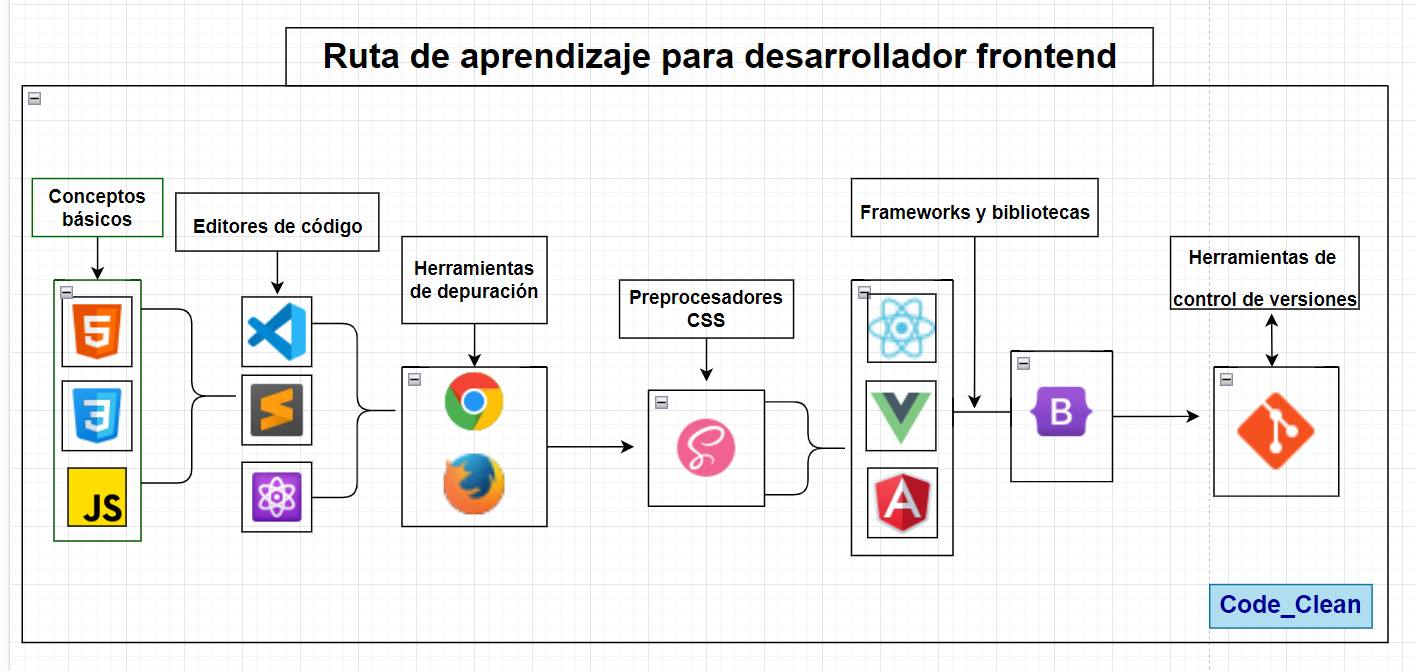 Ruta de aprendizaje para desarrollador frontend
Conceptos
básicos
Editores de código
Herramientas
de depuración
Preprocesadores
CSS
Frameworks y bibliotecas
Herramientas de
control de versiones
5
3
JS
S
A
B
Code_Clean